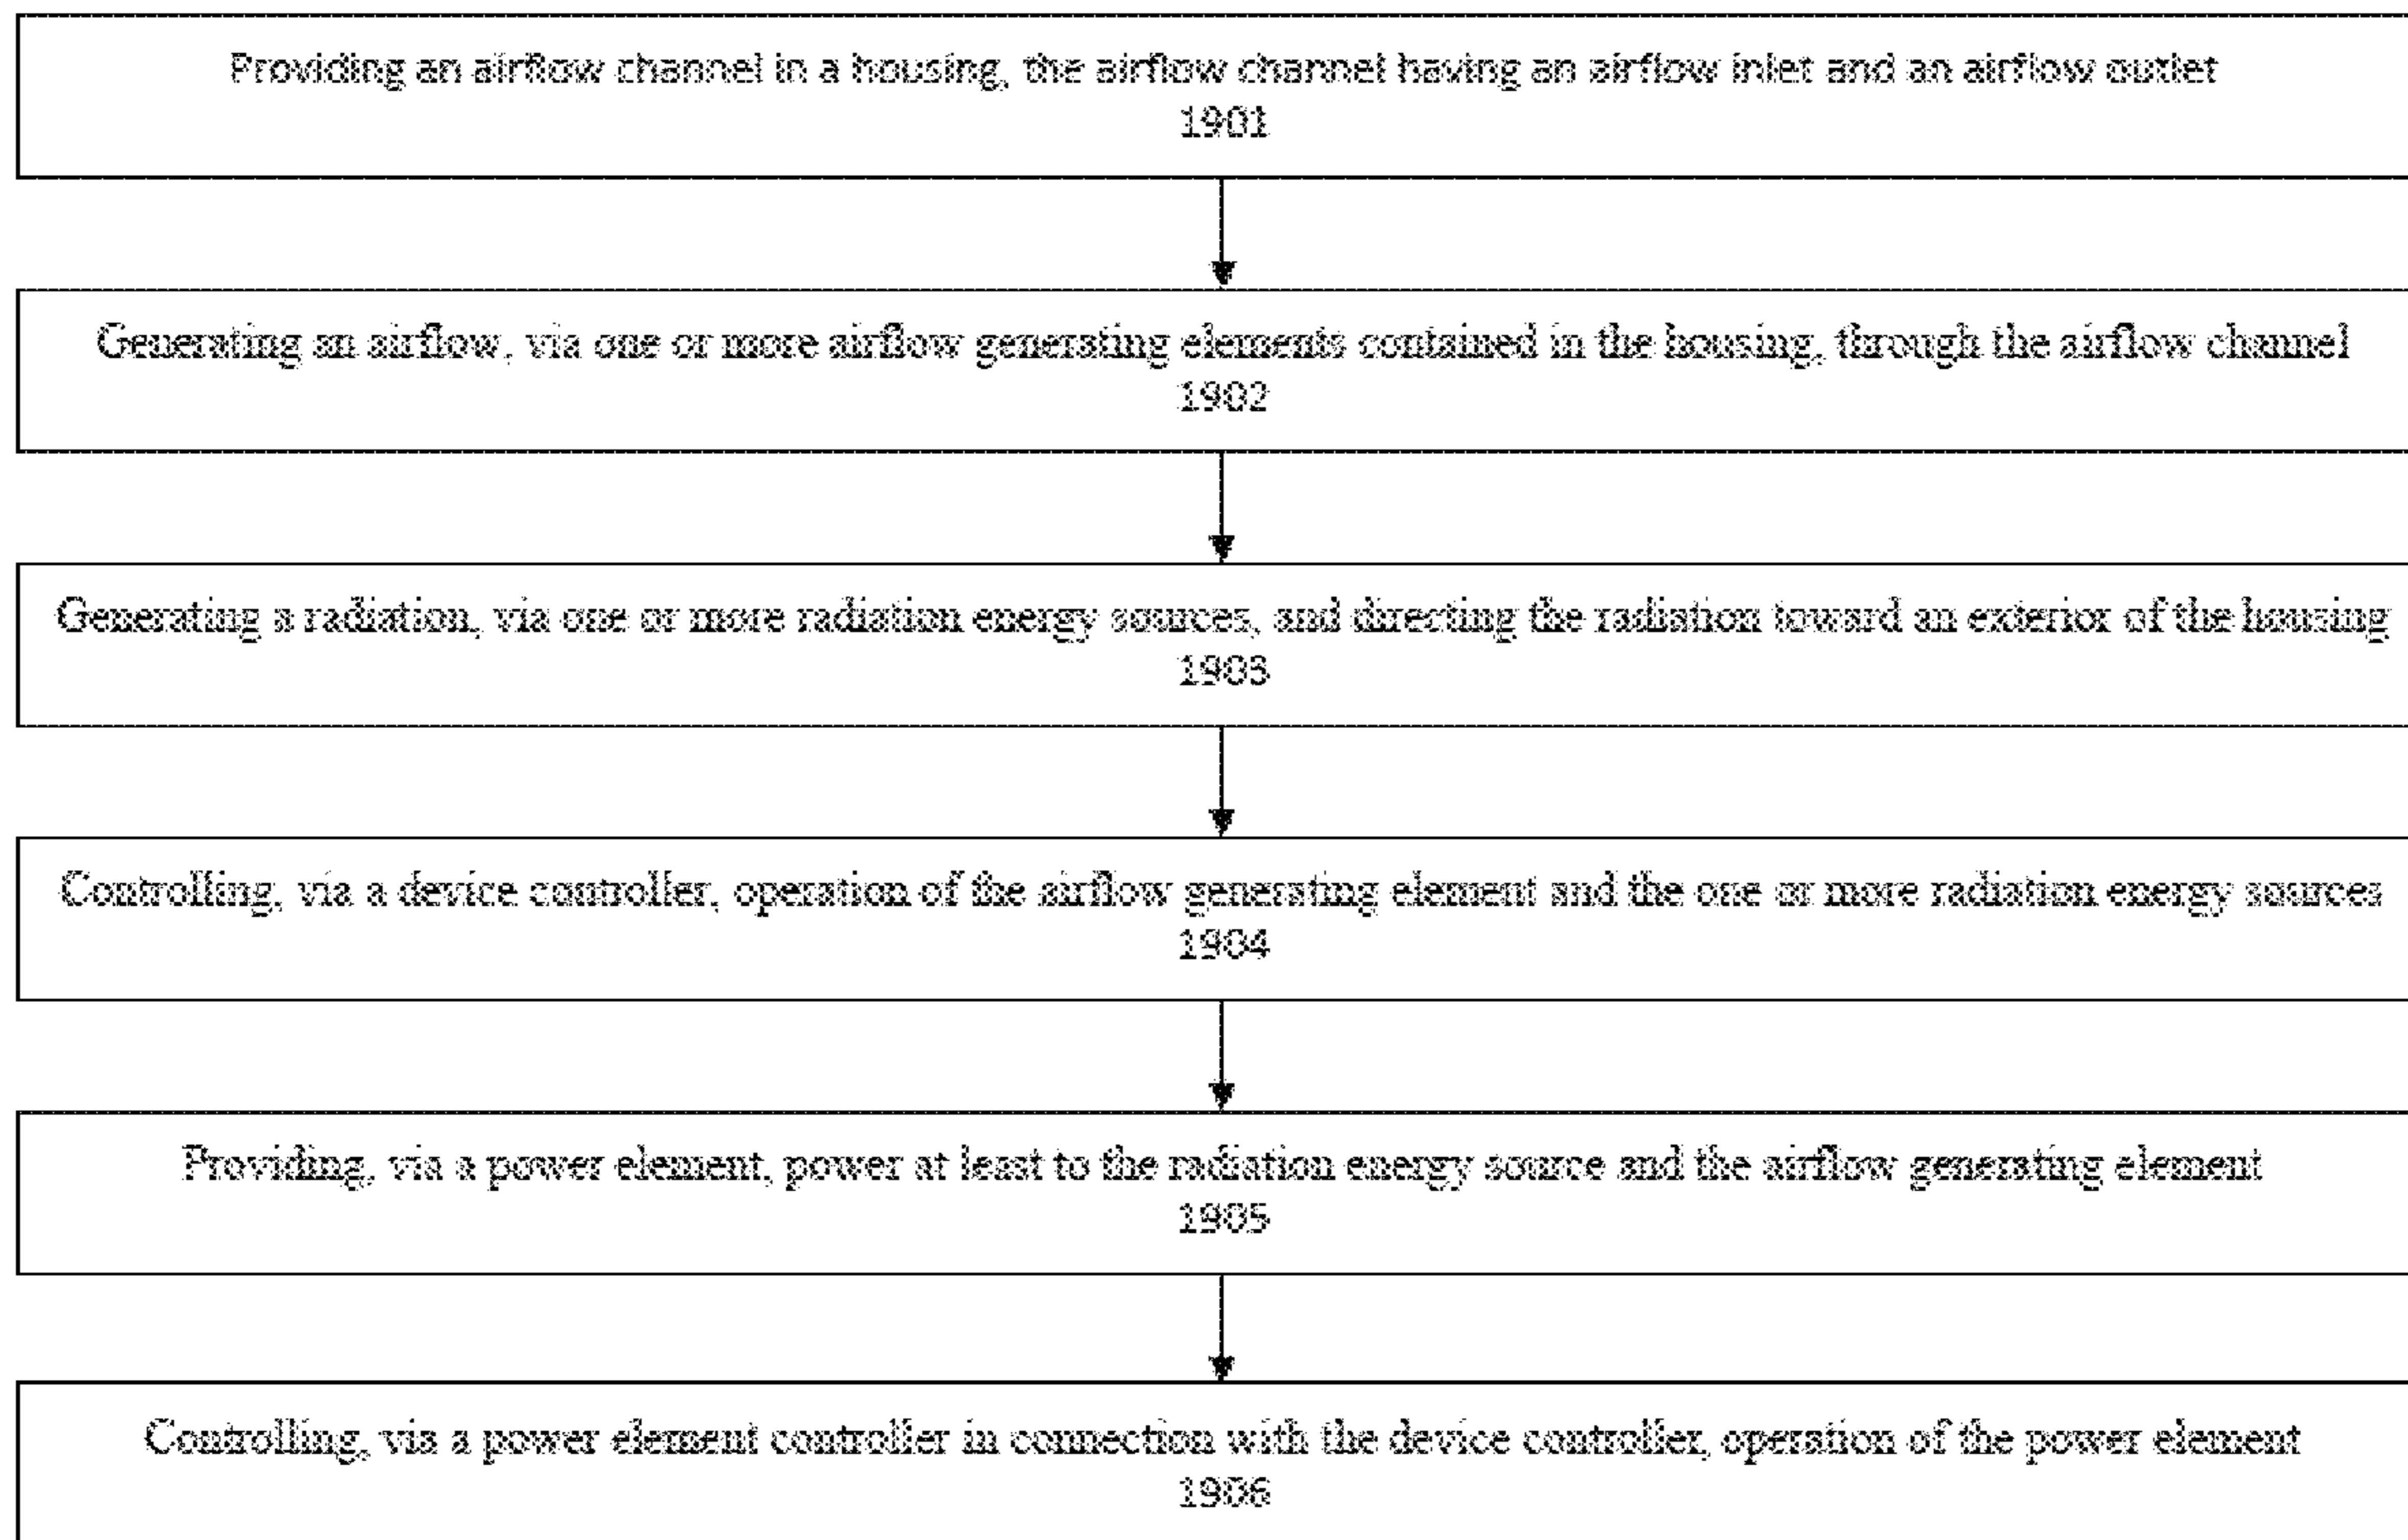 Providing an airflow channel in a housing, the airflow channel having an airflow inlet and an airflow outlet
1901
Generating an airflow, via one or more airflow generating elements contained in the housing, through the airflow channel
1902
Generating a radiation, via one or more radiation energy sources, and directing the radiation toward an exterior of the housing
1903
Controlling, via a device controller, operation of the airflow generating element and the one or more radiation energy sources
1904
Providing, via a power element, power at least to the radiation energy source and the airflow generating element
1905
Controlling, via a power element controller in connection with the device controller, operation of the power element
1906